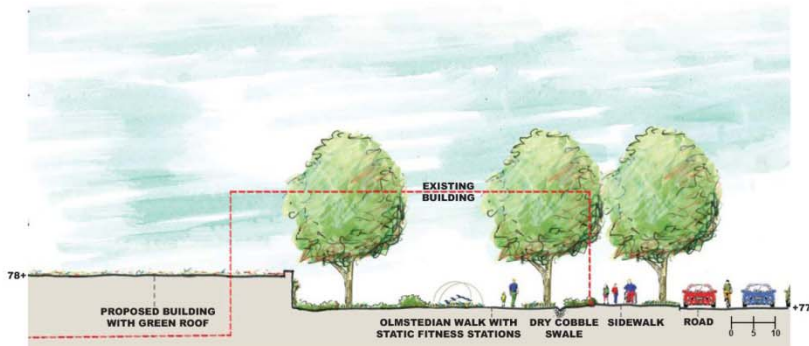 EXISTING
BUILDING
78+
+77
PROPOSED BUILDING
WITH GREEN ROOF
OLMSTEDIAN WALK WITH
STATIC FITNESS STATIONS
DRY COBBLE
SWALE
SIDEWALK
ROAD
0 5 10